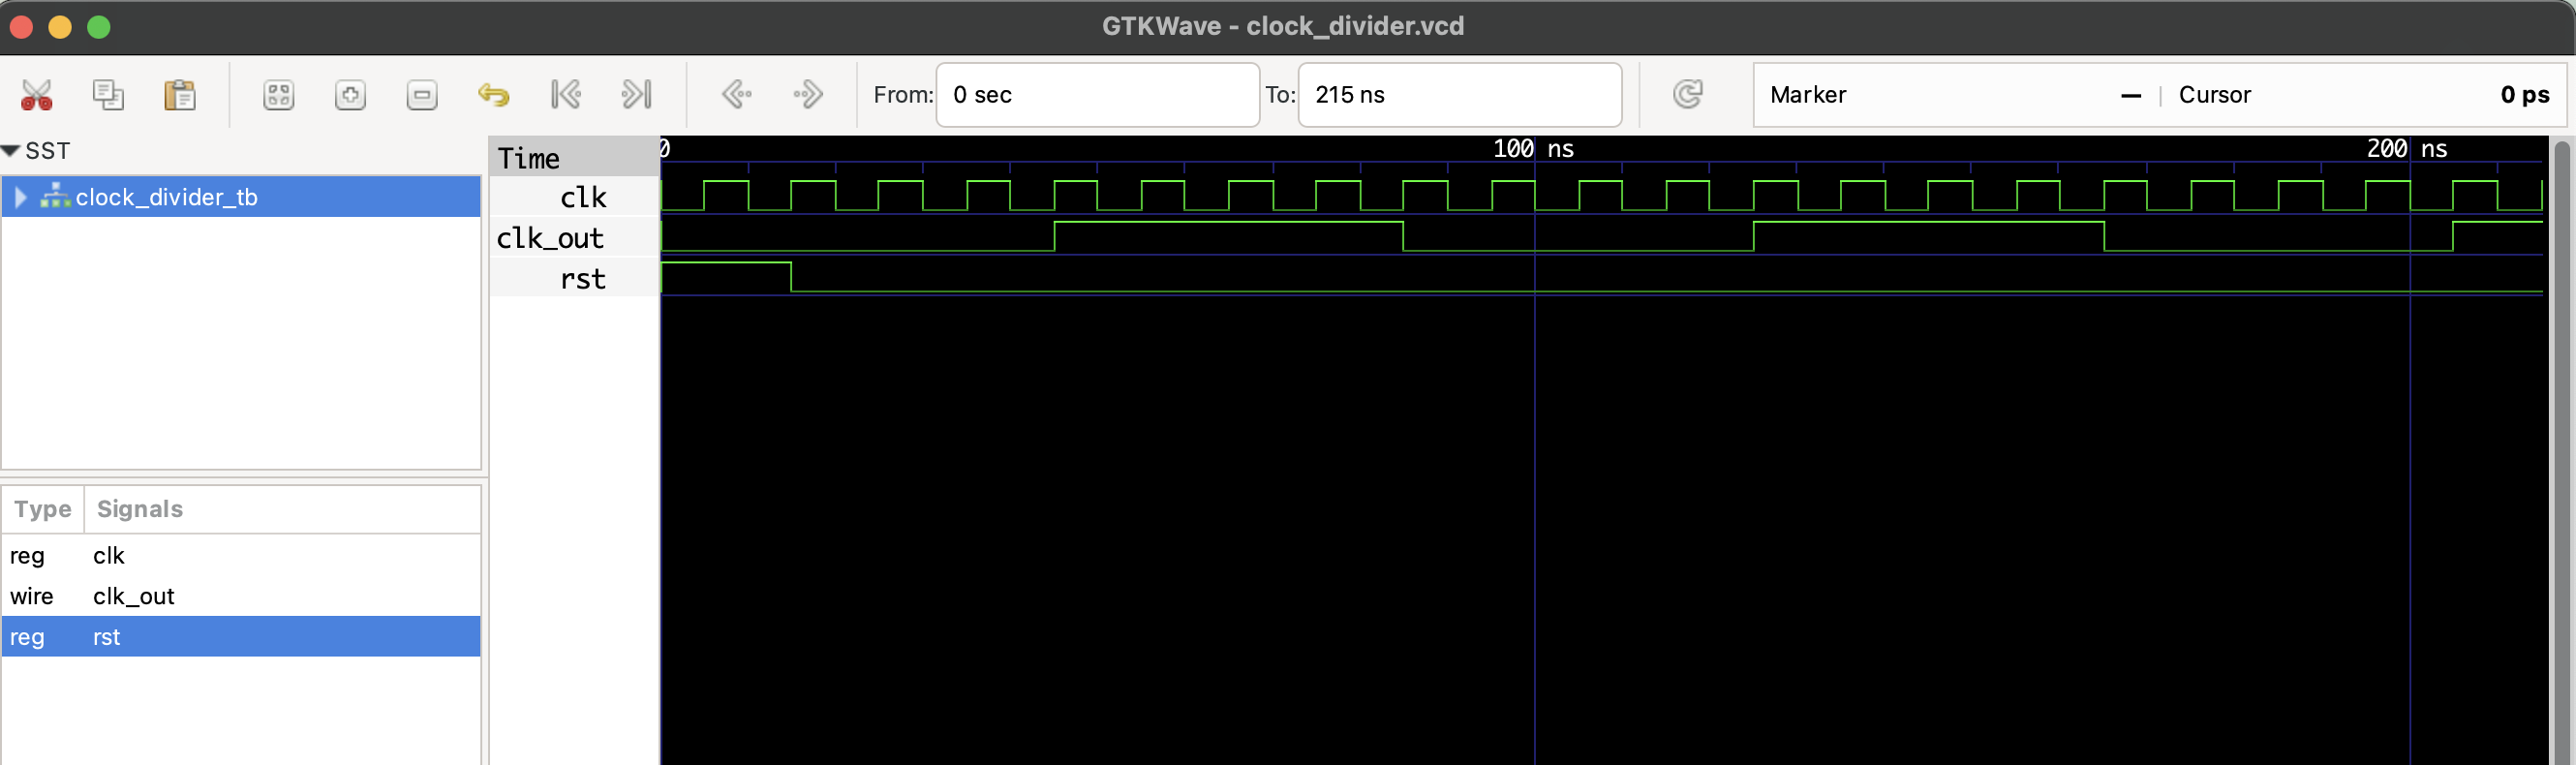 GTKWave - clock_divider.vcd
From: 0 sec To: 215 ns Marker — | Cursor 0 ps
SST
clock_divider_tb
Type Signals
reg clk
wire clk_out
reg rst
Time
clk
clk_out
rst
0 100 ns 200 ns